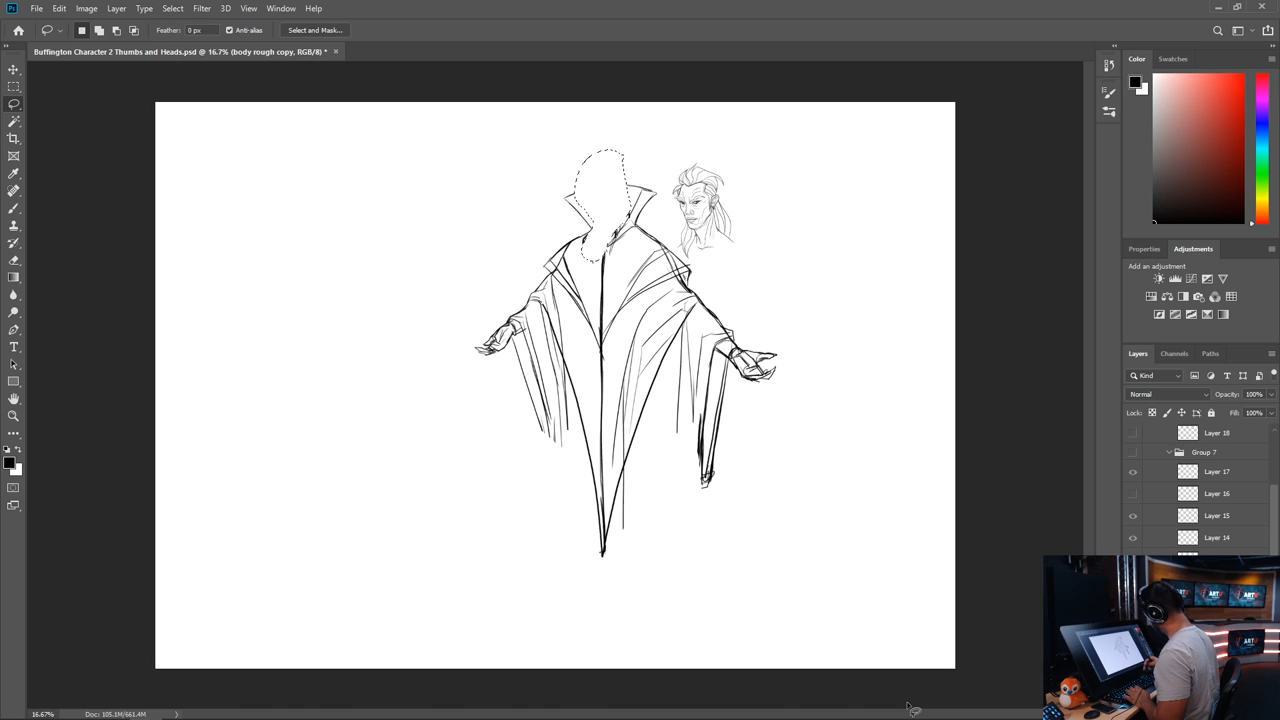 Ps File Edit Image Layer Type Select Filter 3D View Window Help
Feather: 0 px Anti-alias Select and Mask...
Buffington Character 2 Thumbs and Heads.psd @ 16.7% (body rough copy, RGB/8) * ×
Color Swatches
Properties Adjustments
Add an adjustment
Layers Channels Paths
Kind
Normal Opacity: 100%
Lock: Fill: 100%
Layer 18
Group 7
Layer 17
Layer 16
Layer 15
Layer 14
16.67% Doc: 105.1M/661.4M